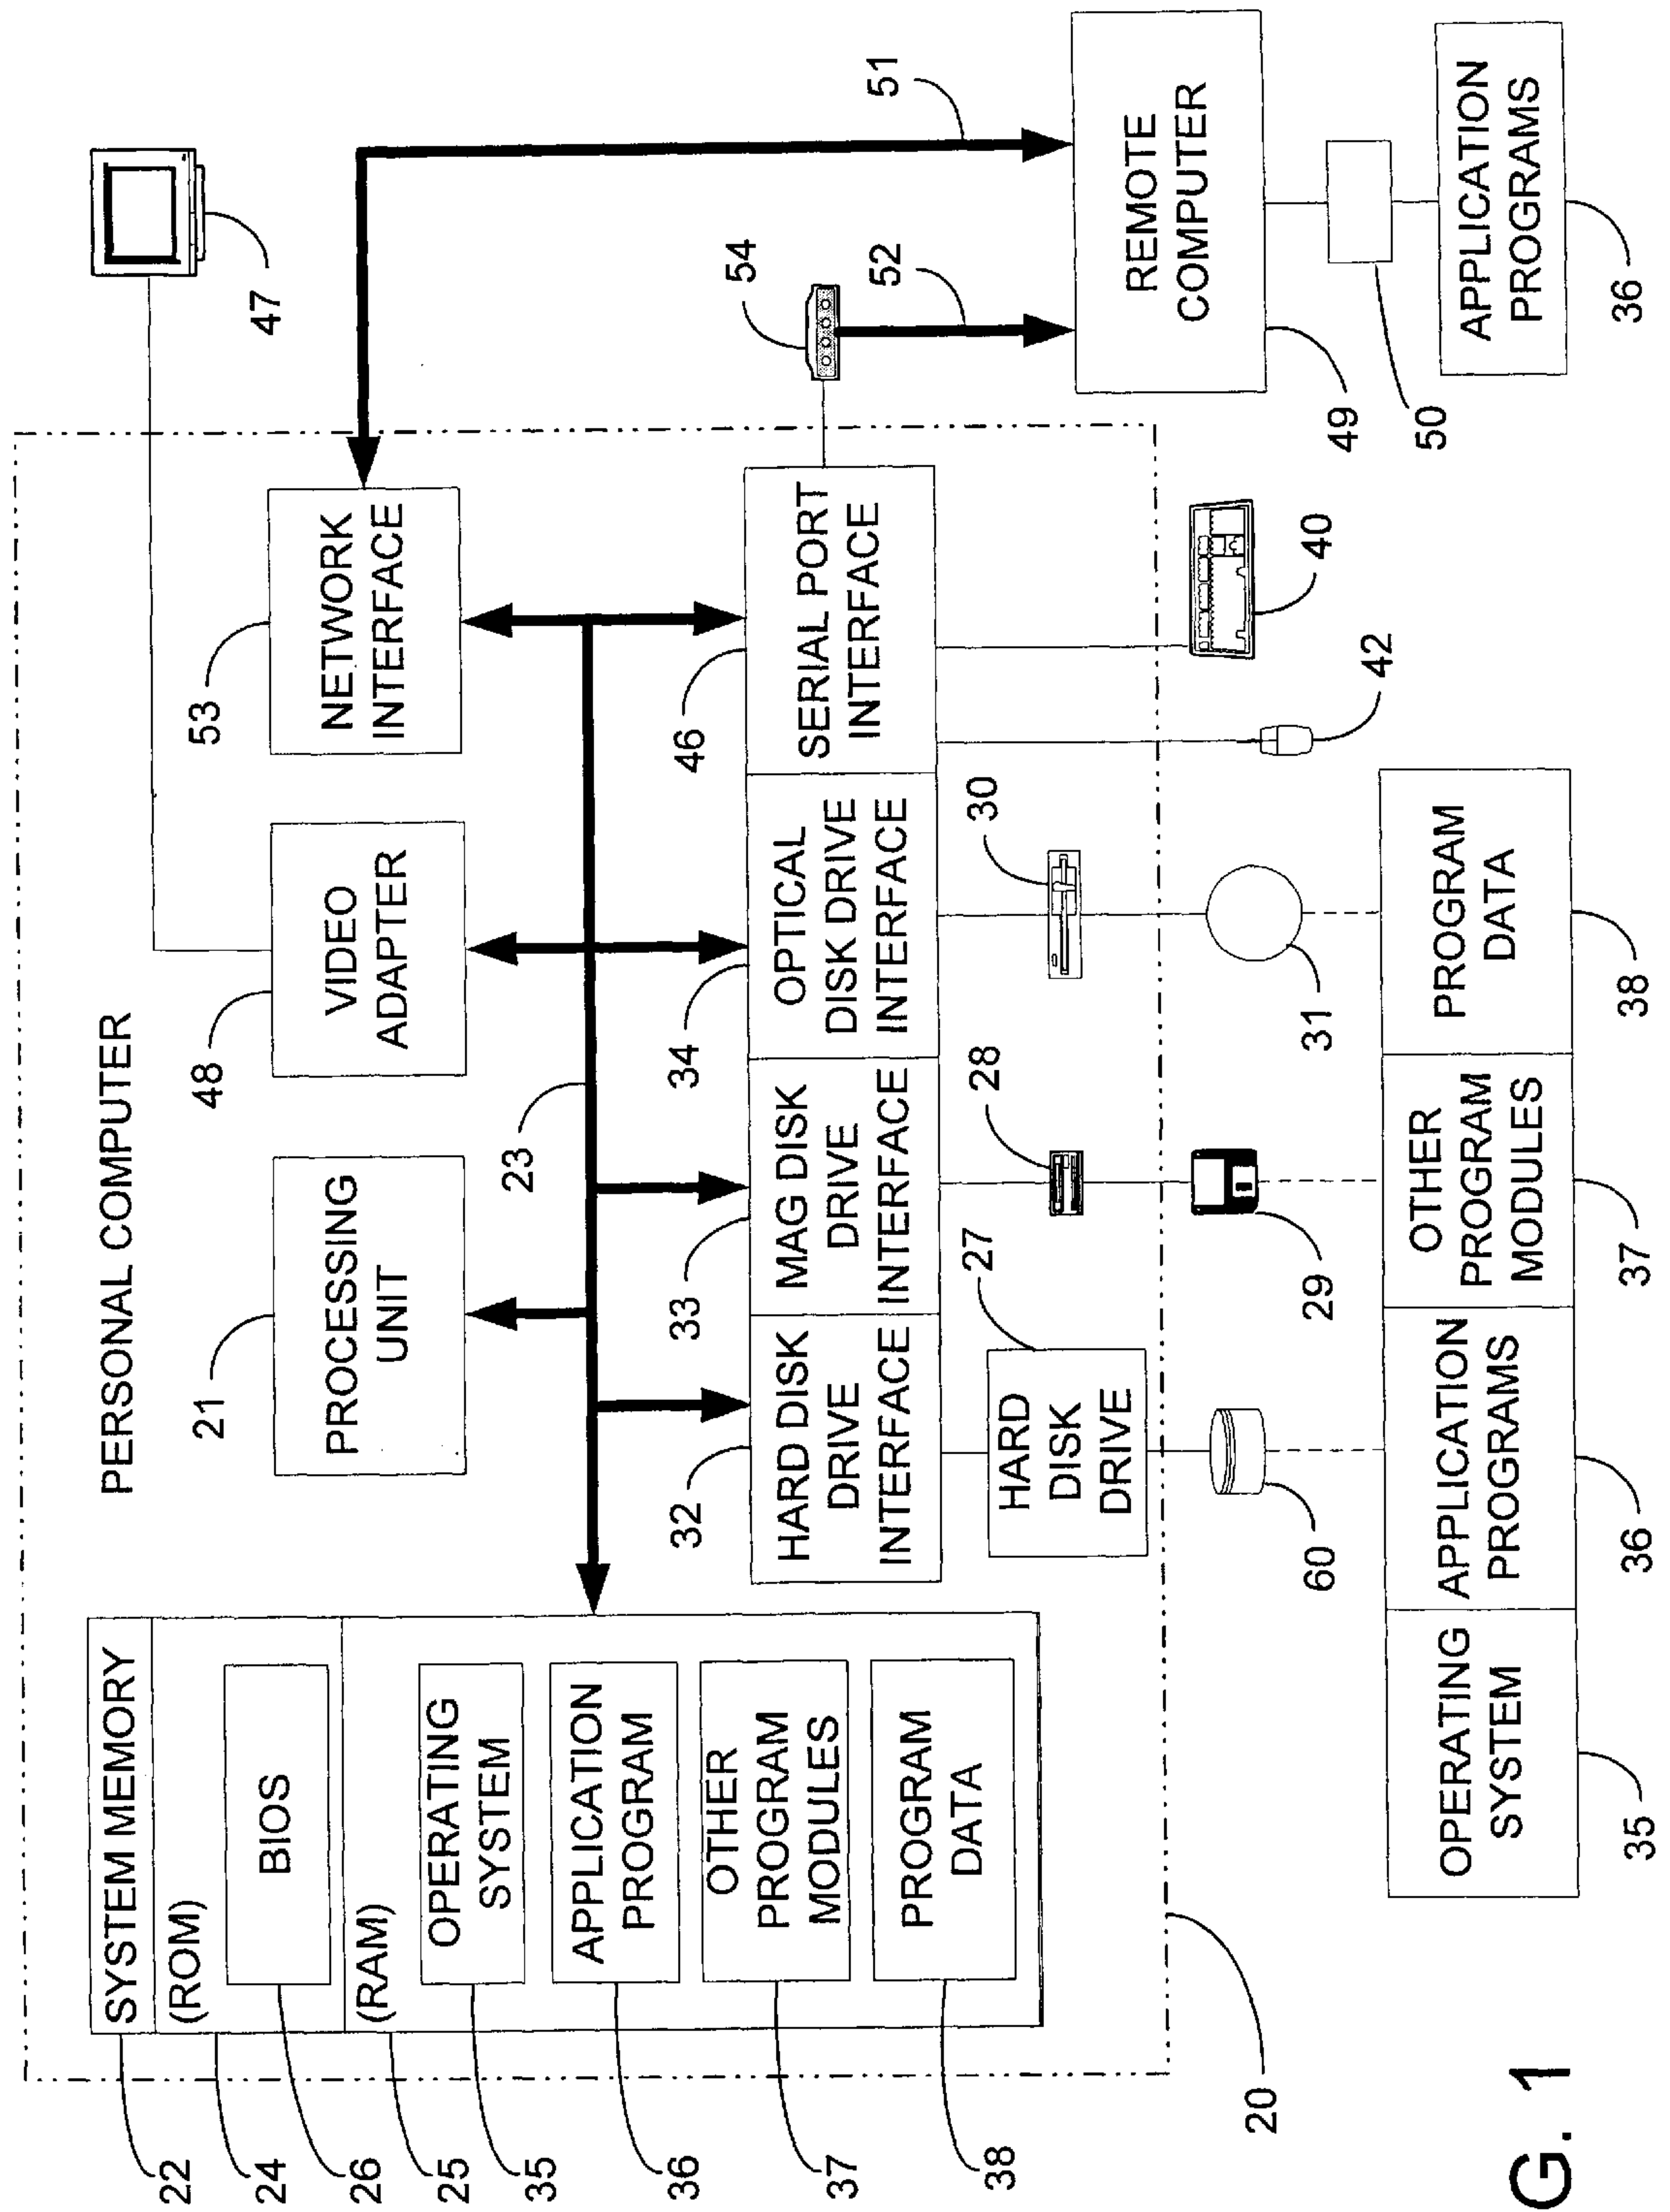 PERSONAL COMPUTER
47
22
24
26
25
35
36
37
38
SYSTEM MEMORY
(ROM)
BIOS
(RAM)
OPERATING
SYSTEM
APPLICATION
PROGRAM
OTHER
PROGRAM
MODULES
PROGRAM
DATA
21
PROCESSING
UNIT
48
VIDEO
ADAPTER
53
NETWORK
INTERFACE
23
32
HARD DISK
DRIVE
INTERFACE
33
MAG DISK
DRIVE
INTERFACE
34
OPTICAL
DISK DRIVE
INTERFACE
46
SERIAL PORT
INTERFACE
54
52
51
HARD
DISK
DRIVE
27
28
30
60
29
31
42
40
REMOTE
COMPUTER
49
50
APPLICATION
PROGRAMS
36
20
OPERATING
SYSTEM
APPLICATION
PROGRAMS
OTHER
PROGRAM
MODULES
PROGRAM
DATA
35
36
37
38
G. 1